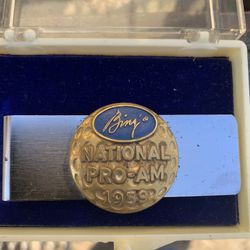 Bing's
NATIONAL
PRO-AM
1959